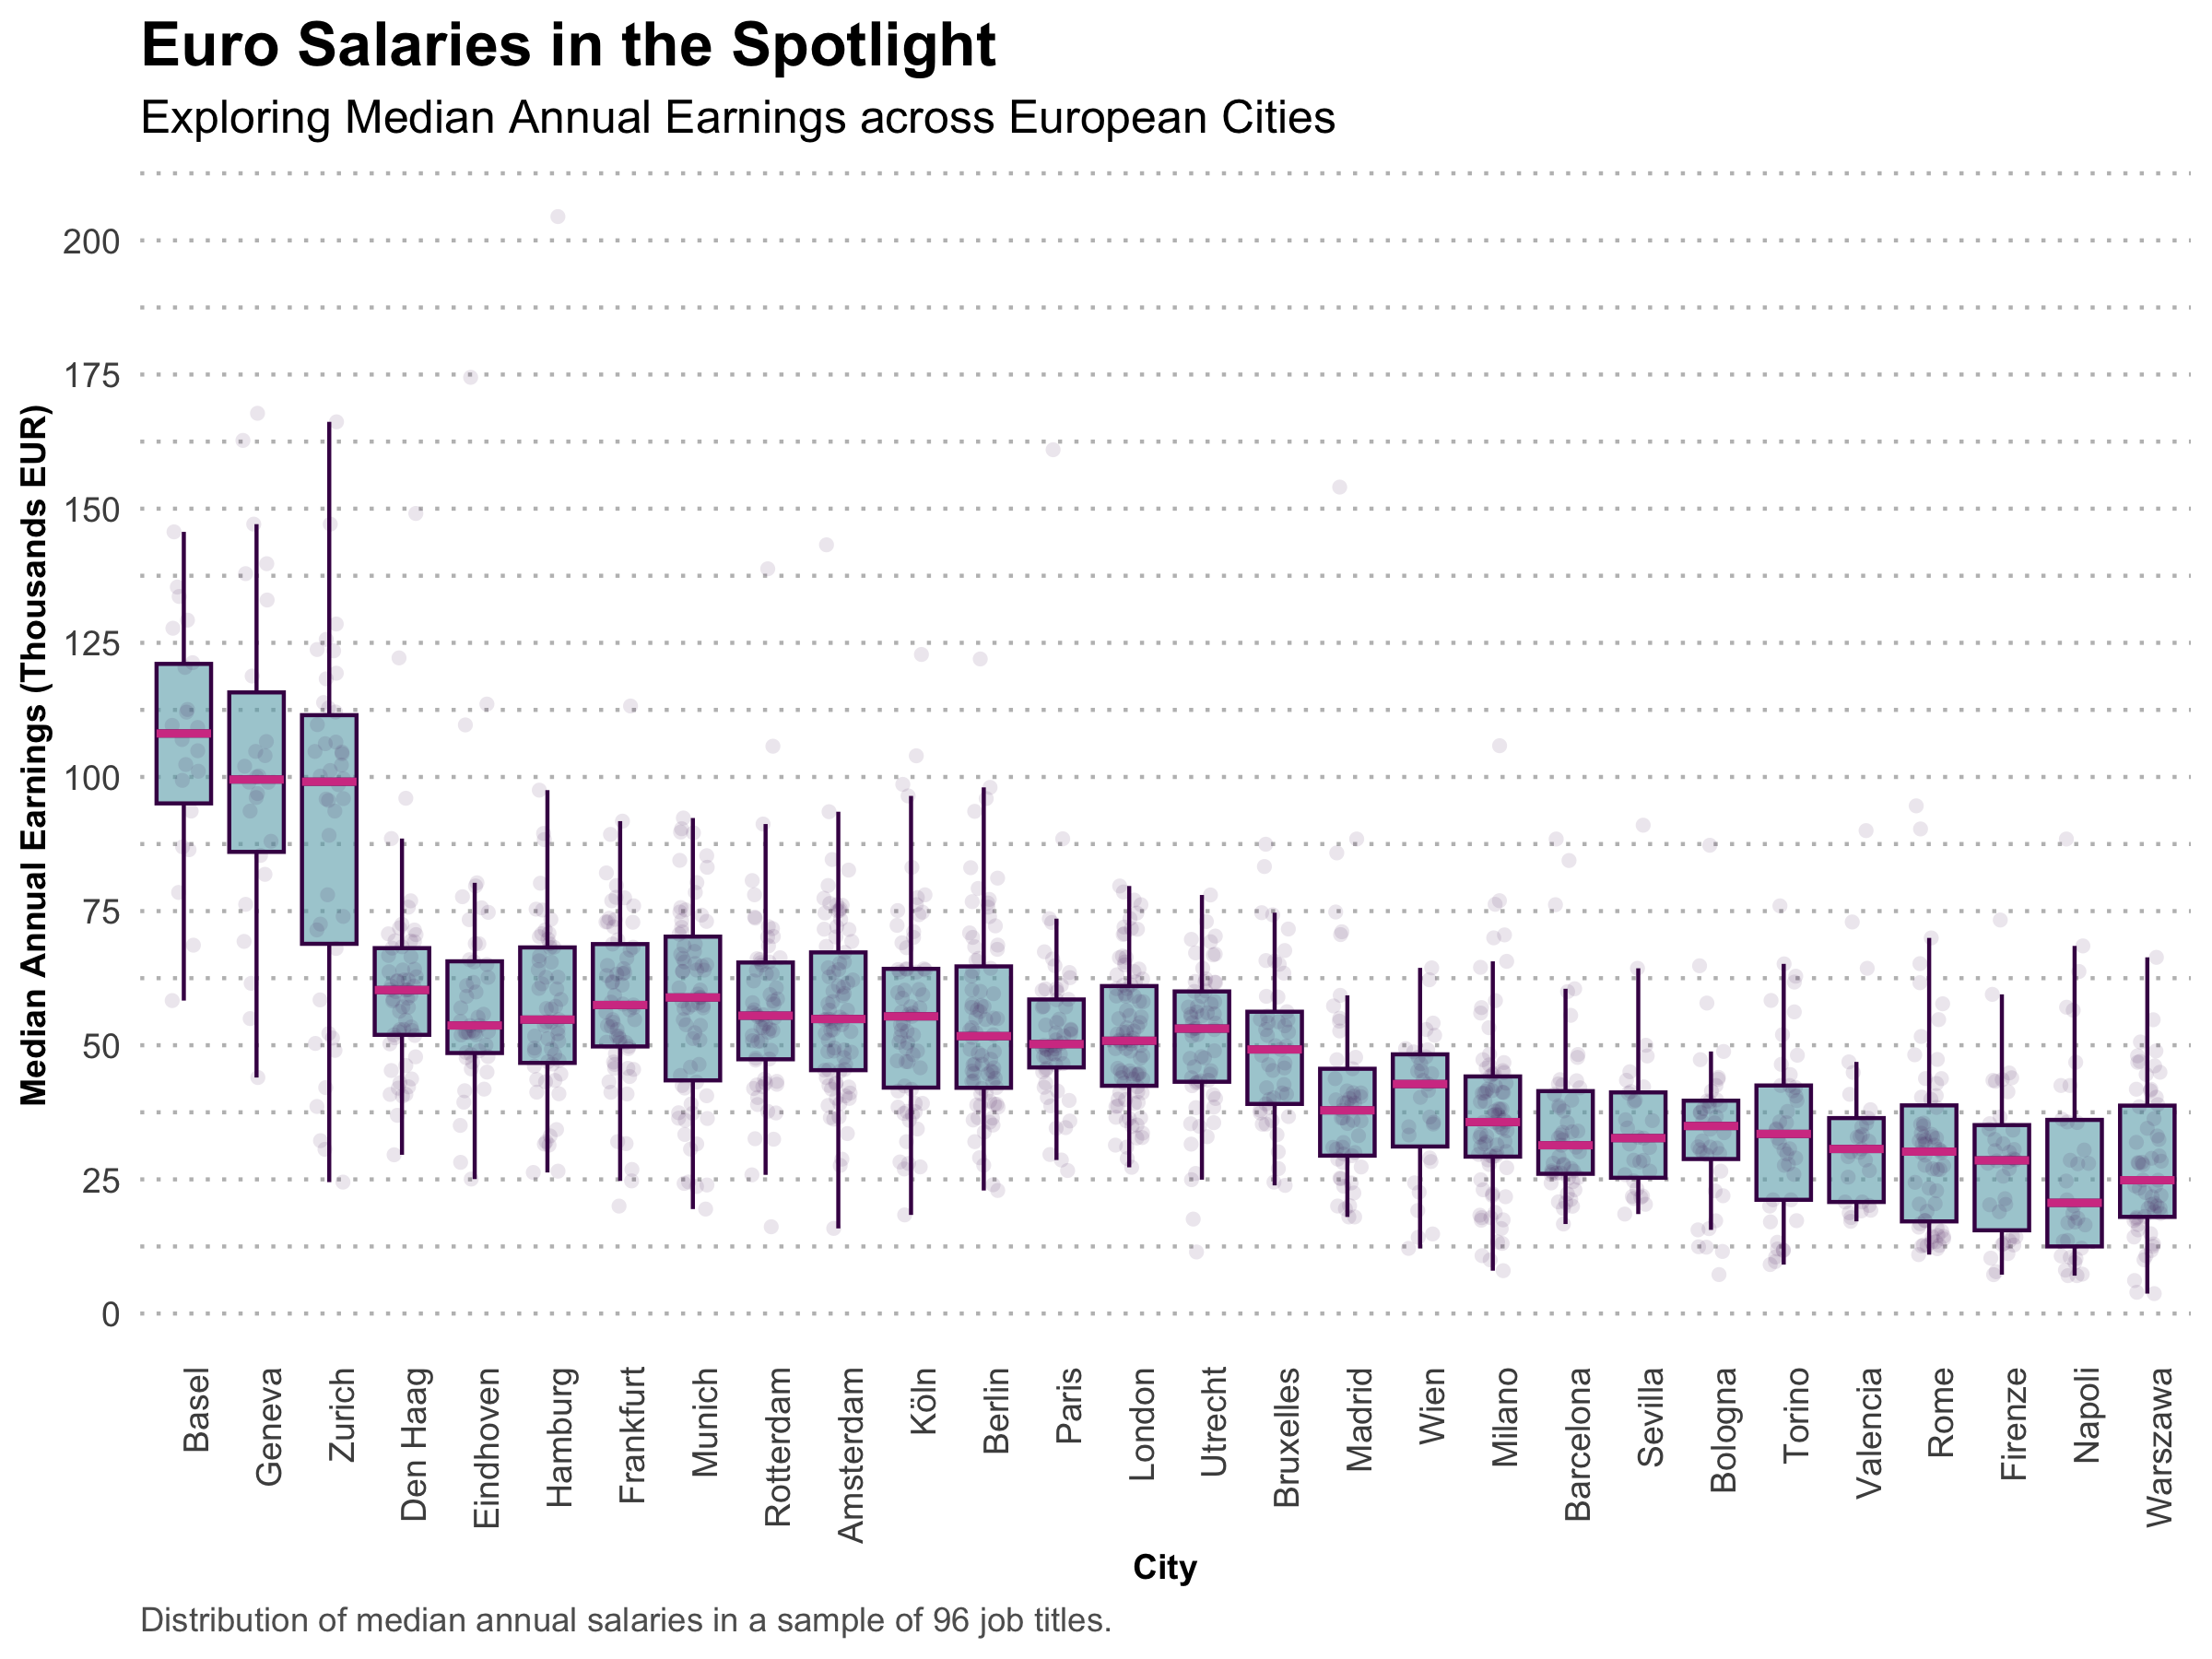 Euro Salaries in the Spotlight
Exploring Median Annual Earnings across European Cities
Median Annual Earnings (Thousands EUR)
200
175
150
125
100
75
50
25
0
Basel
Geneva
Zurich
Den Haag
Eindhoven
Hamburg
Frankfurt
Munich
Rotterdam
Amsterdam
Köln
Berlin
Paris
London
Utrecht
Bruxelles
Madrid
Wien
Milano
Barcelona
Sevilla
Bologna
Torino
Valencia
Rome
Firenze
Napoli
Warszawa
City
Distribution of median annual salaries in a sample of 96 job titles.